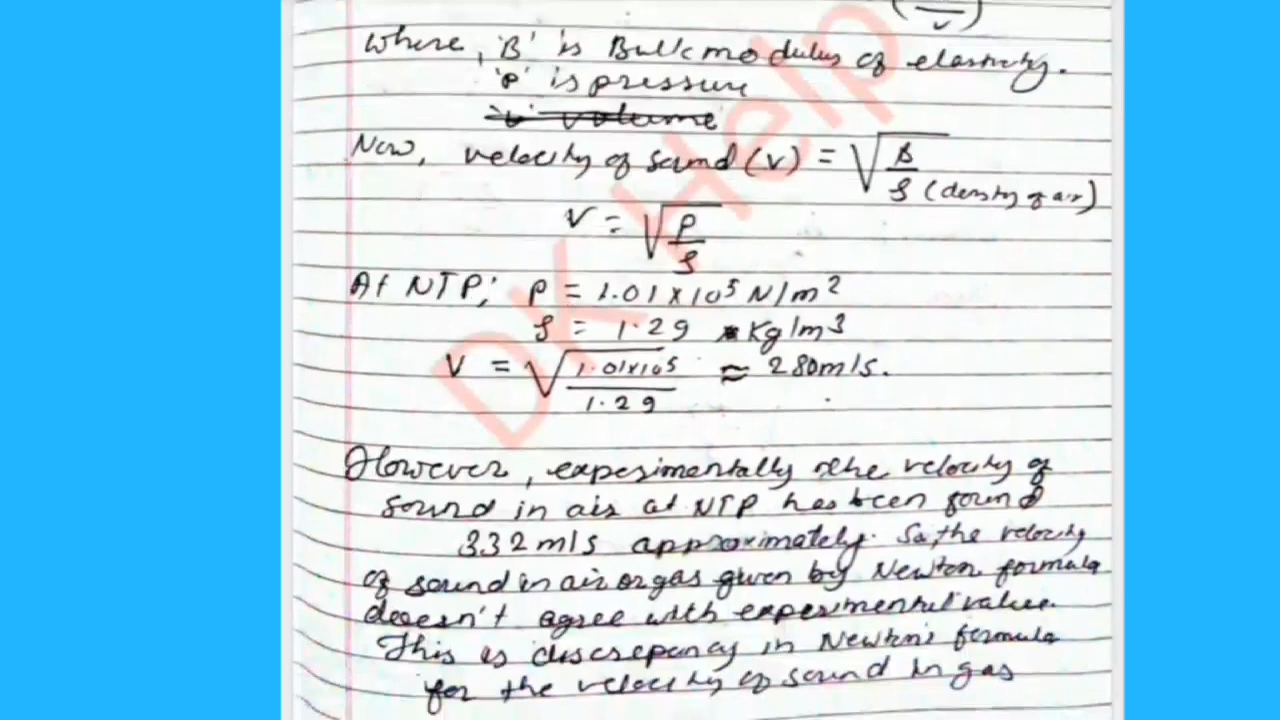 v
where, 'B' is Bulk modulus of elasticity.
'P' is pressure
'v' volume
Now, velocity of sound (v) = √(B/ρ) (density of air)
V = √(P/ρ)
At NTP; P = 1.01 × 10⁵ N/m²
ρ = 1.29 Kg/m³
V = √(1.01×10⁵/1.29) ≈ 280m/s.
However, experimentally the velocity of
sound in air at NTP has been found
332 m/s approximately. So, the velocity
of sound in air or gas given by Newton formula
doesn't agree with experimental value.
This is discrepancy in Newton's formula
for the velocity of sound in gas
DK Help